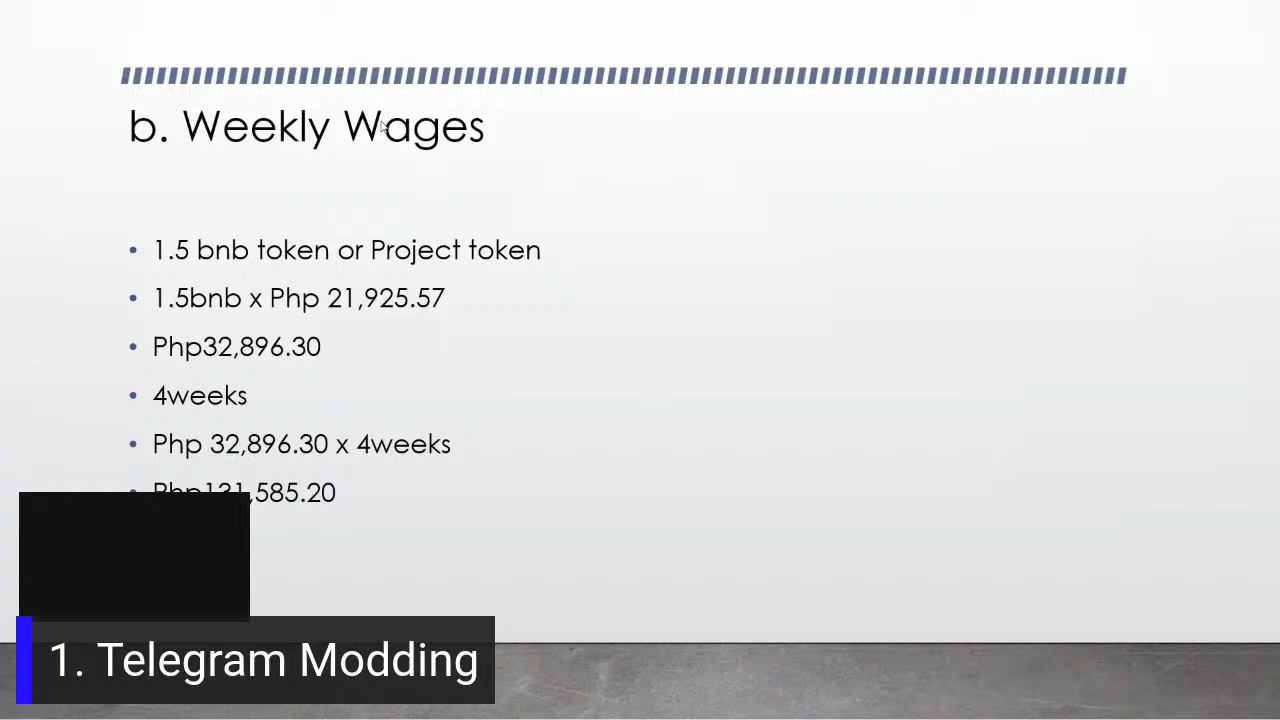 b. Weekly Wages
• 1.5 bnb token or Project token
• 1.5bnb x Php 21,925.57
• Php32,896.30
• 4weeks
• Php 32,896.30 x 4weeks
• Php131,585.20
1. Telegram Modding